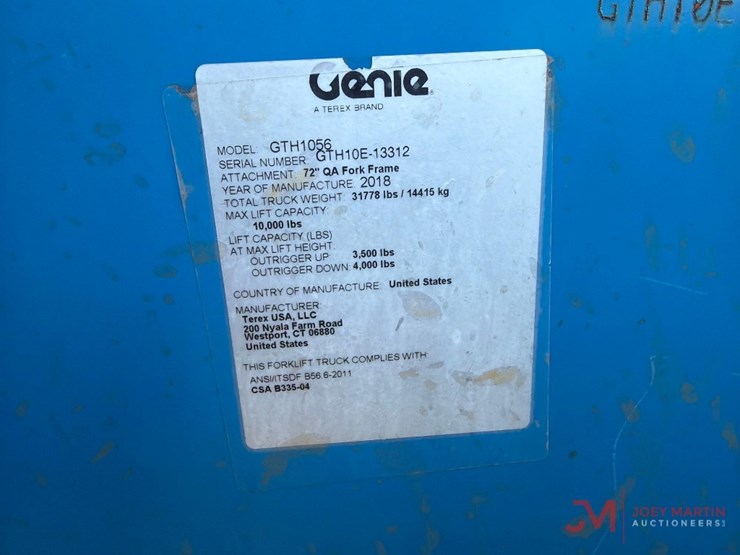 GTH10E
Genie
A TEREX BRAND
MODEL: GTH1056
SERIAL NUMBER: GTH10E-13312
ATTACHMENT: 72" QA Fork Frame
YEAR OF MANUFACTURE: 2018
TOTAL TRUCK WEIGHT: 31778 lbs / 14415 kg
MAX LIFT CAPACITY:
10,000 lbs
LIFT CAPACITY (LBS)
AT MAX LIFT HEIGHT:
OUTRIGGER UP: 3,500 lbs
OUTRIGGER DOWN: 4,000 lbs
COUNTRY OF MANUFACTURE: United States
MANUFACTURER:
Terex USA, LLC
200 Nyala Farm Road
Westport, CT 06880
United States
THIS FORKLIFT TRUCK COMPLIES WITH
ANSI/ITSDF B56.6-2011
CSA B335-04
JM JOEY MARTIN
AUCTIONEERS